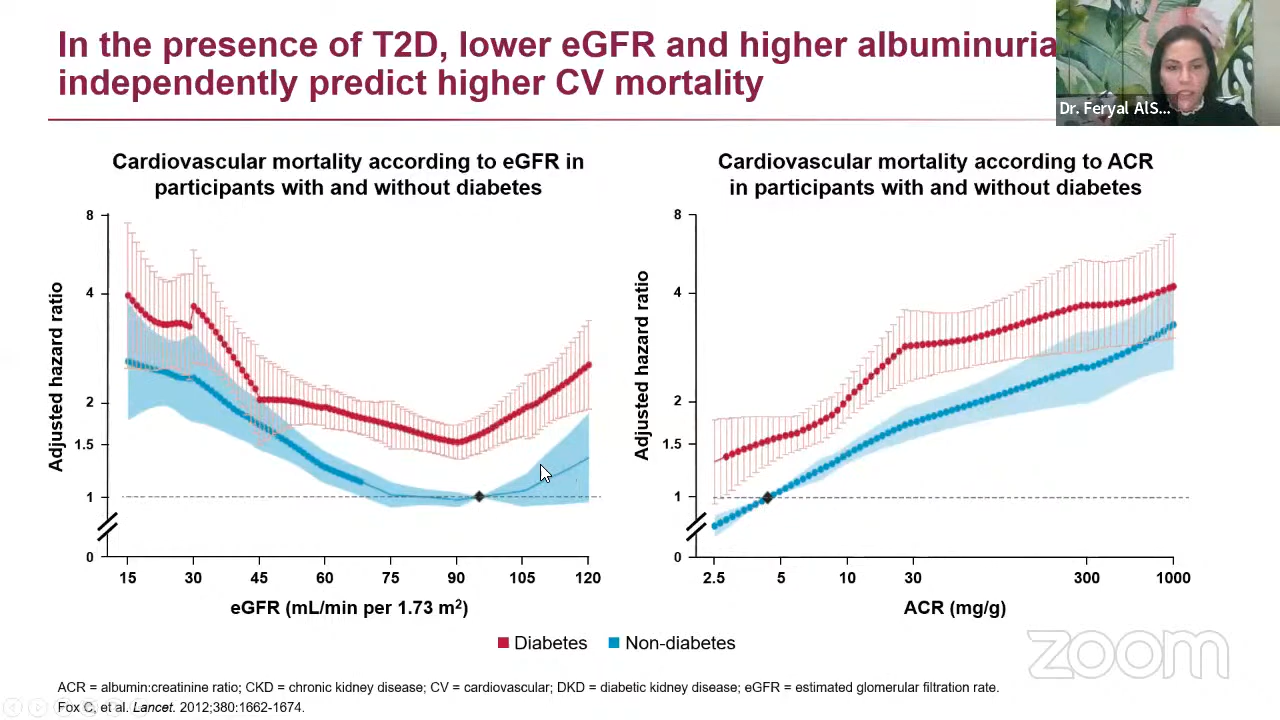 In the presence of T2D, lower eGFR and higher albuminuria
independently predict higher CV mortality
Dr. Feryal AlS...
Cardiovascular mortality according to eGFR in
participants with and without diabetes
Adjusted hazard ratio
8
4
2
1.5
1
0
15 30 45 60 75 90 105 120
eGFR (mL/min per 1.73 m²)
Cardiovascular mortality according to ACR
in participants with and without diabetes
Adjusted hazard ratio
8
4
2
1.5
1
0
2.5 5 10 30 300 1000
ACR (mg/g)
Diabetes Non-diabetes
zoom
ACR = albumin:creatinine ratio; CKD = chronic kidney disease; CV = cardiovascular; DKD = diabetic kidney disease; eGFR = estimated glomerular filtration rate.
Fox C, et al. Lancet. 2012;380:1662-1674.